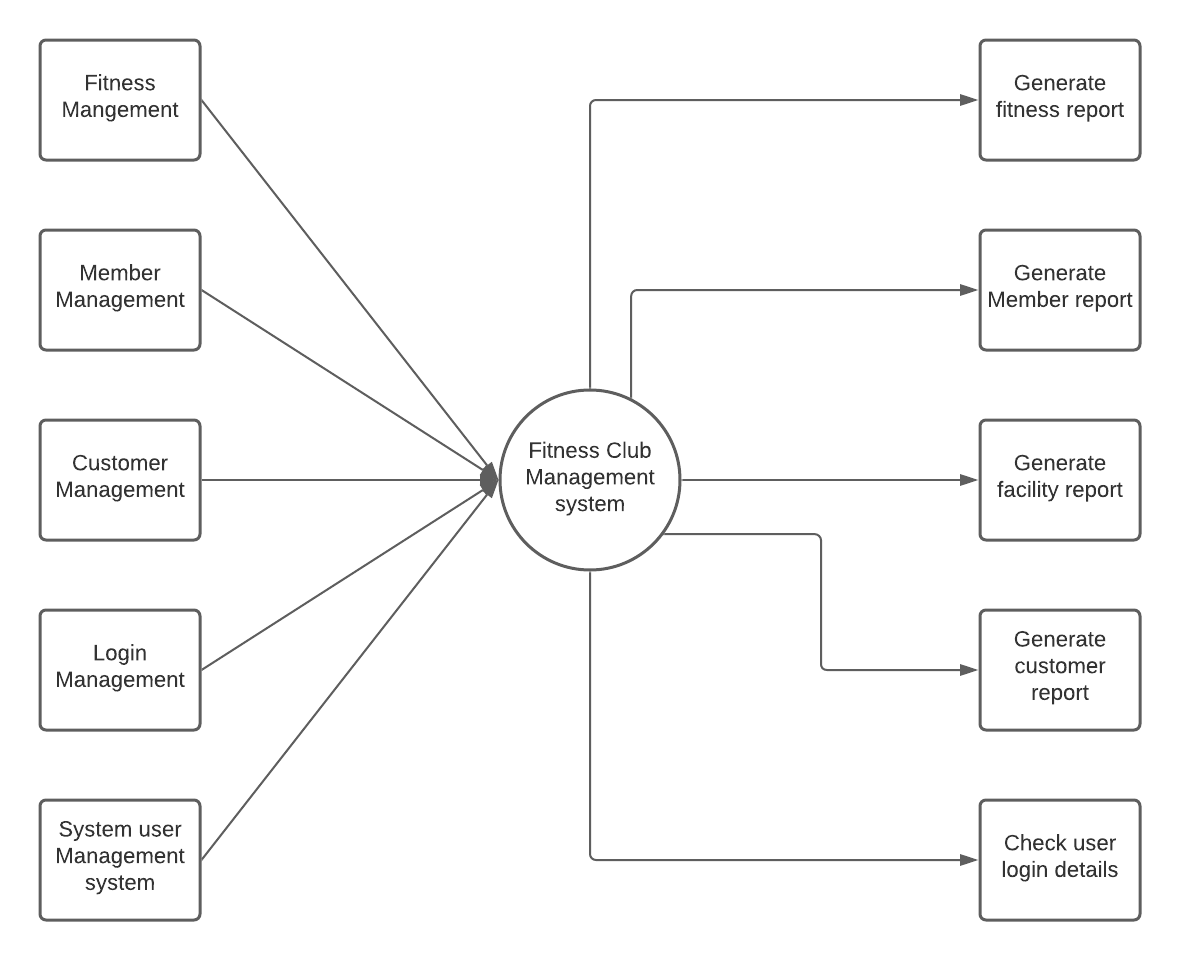 Fitness
Mangement
Member
Management
Customer
Management
Login
Management
System user
Management
system
Fitness Club
Management
system
Generate
fitness report
Generate
Member report
Generate
facility report
Generate
customer
report
Check user
login details